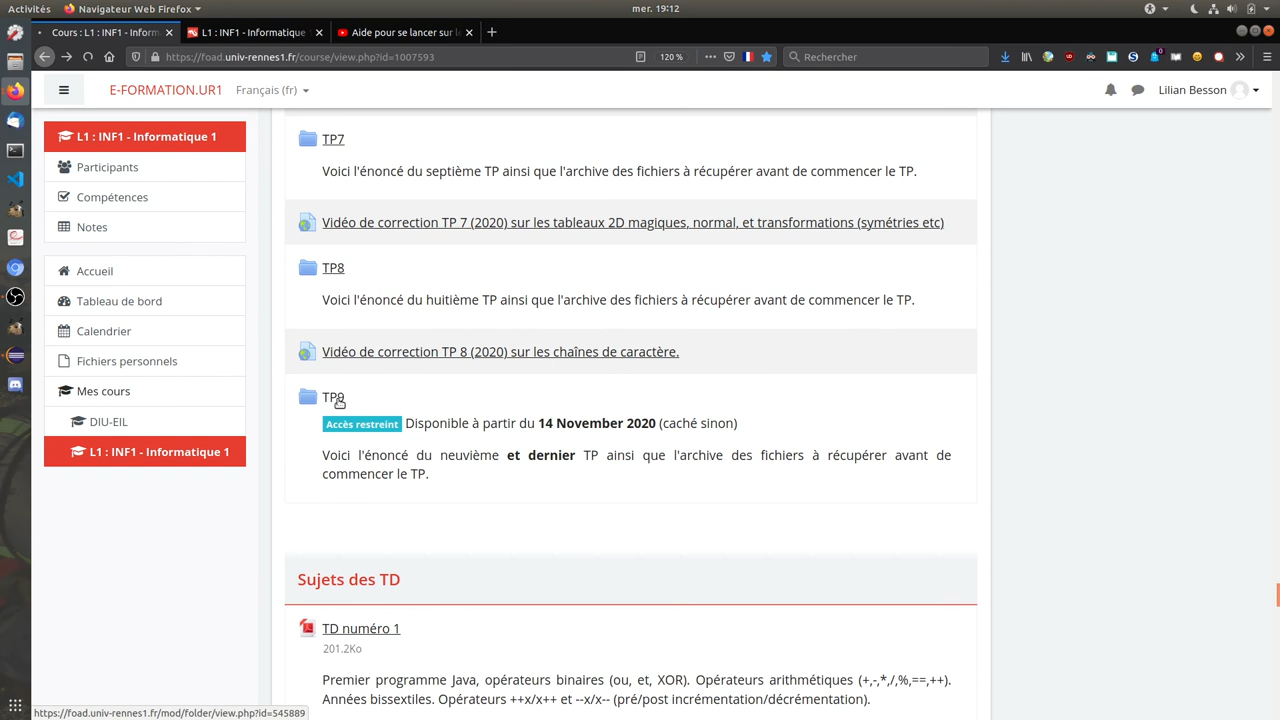 Activités
Navigateur Web Firefox
mer. 19:12
Cours : L1 : INF1 - Inform
L1 : INF1 - Informatique
Aide pour se lancer sur l
https://foad.univ-rennes1.fr/course/view.php?id=1007593
120 %
Rechercher
E-FORMATION.UR1
Français (fr)
Lilian Besson
L1 : INF1 - Informatique 1
Participants
Compétences
Notes
Accueil
Tableau de bord
Calendrier
Fichiers personnels
Mes cours
DIU-EIL
L1 : INF1 - Informatique 1
TP7
Voici l'énoncé du septième TP ainsi que l'archive des fichiers à récupérer avant de commencer le TP.
Vidéo de correction TP 7 (2020) sur les tableaux 2D magiques, normal, et transformations (symétries etc)
TP8
Voici l'énoncé du huitième TP ainsi que l'archive des fichiers à récupérer avant de commencer le TP.
Vidéo de correction TP 8 (2020) sur les chaînes de caractère.
TP9
Accès restreint Disponible à partir du 14 November 2020 (caché sinon)
Voici l'énoncé du neuvième et dernier TP ainsi que l'archive des fichiers à récupérer avant de
commencer le TP.
Sujets des TD
TD numéro 1
201.2Ko
Premier programme Java, opérateurs binaires (ou, et, XOR). Opérateurs arithmétiques (+,-,*,/,%,==,++).
Années bissextiles. Opérateurs ++x/x++ et --x/x-- (pré/post incrémentation/décrémentation).
https://foad.univ-rennes1.fr/mod/folder/view.php?id=545889